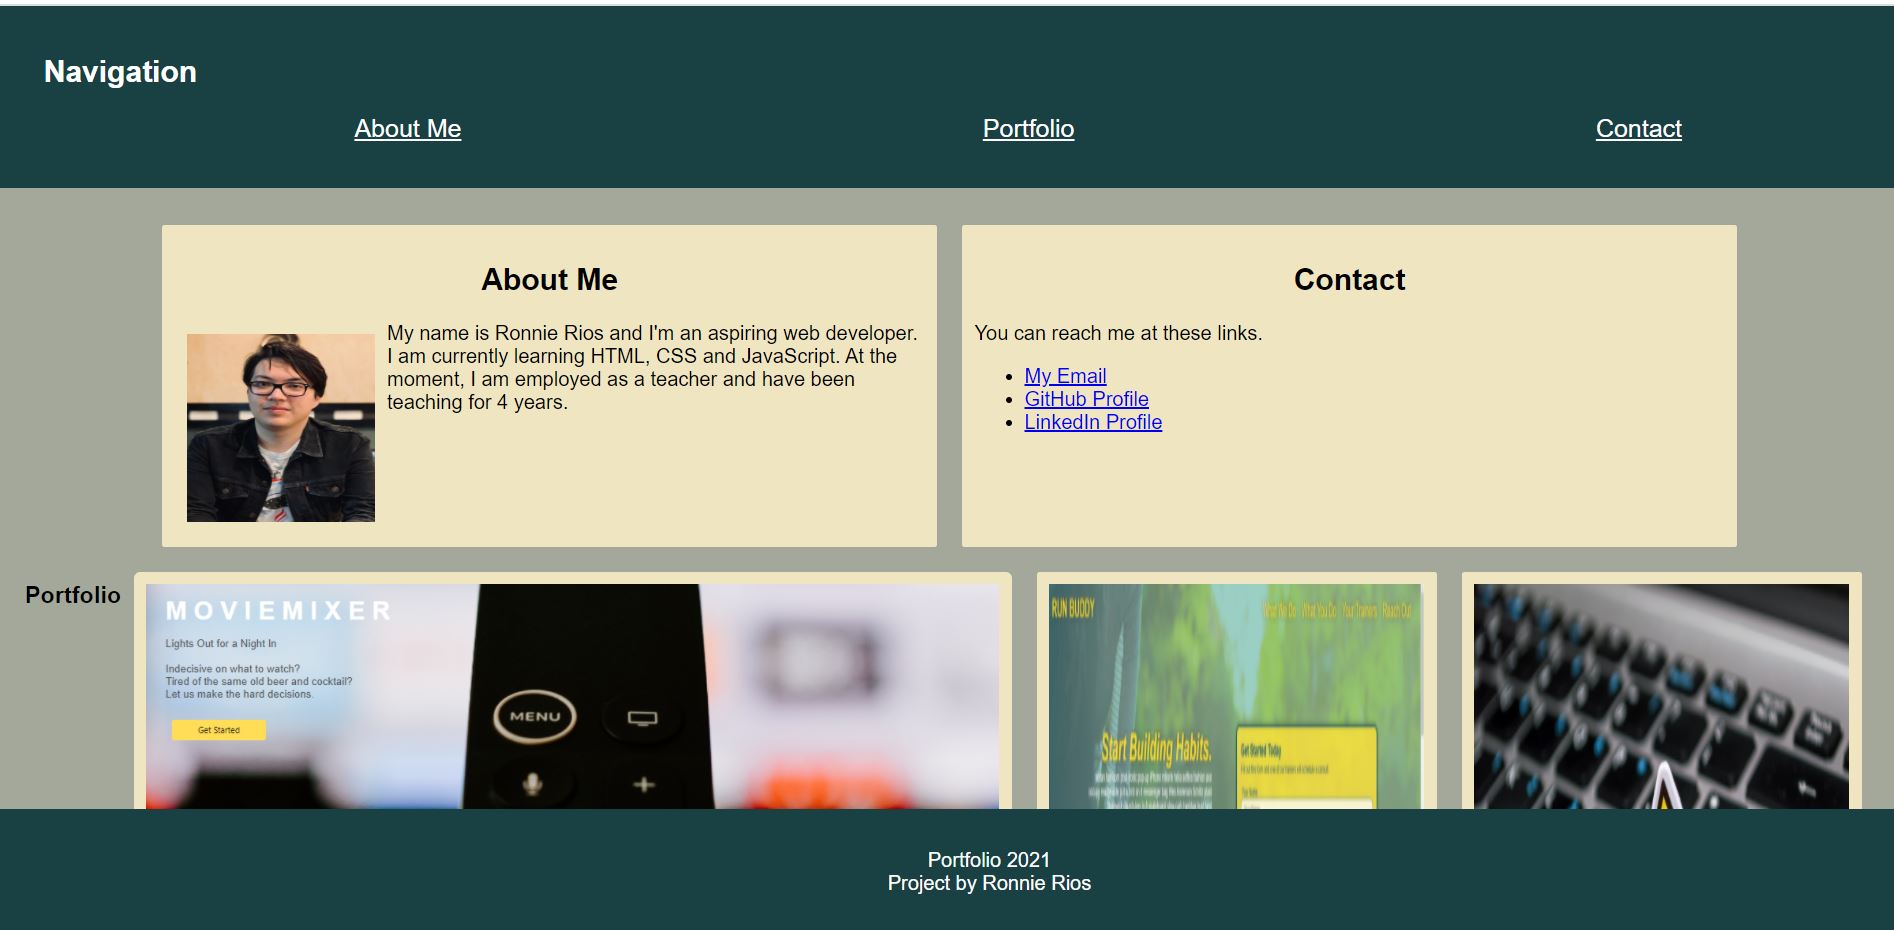 Navigation
About Me
Portfolio
Contact
About Me
My name is Ronnie Rios and I'm an aspiring web developer.
I am currently learning HTML, CSS and JavaScript. At the
moment, I am employed as a teacher and have been
teaching for 4 years.
Contact
You can reach me at these links.
My Email
GitHub Profile
LinkedIn Profile
Portfolio
MOVIEMIXER
Lights Out for a Night In
Indecisive on what to watch?
Tired of the same old beer and cocktail?
Let us make the hard decisions.
Get Started
MENU
RUN BUDDY
What We Do What You Do Your Trainers Reach Out
Start Building Habits.
Get Started Today
Portfolio 2021
Project by Ronnie Rios